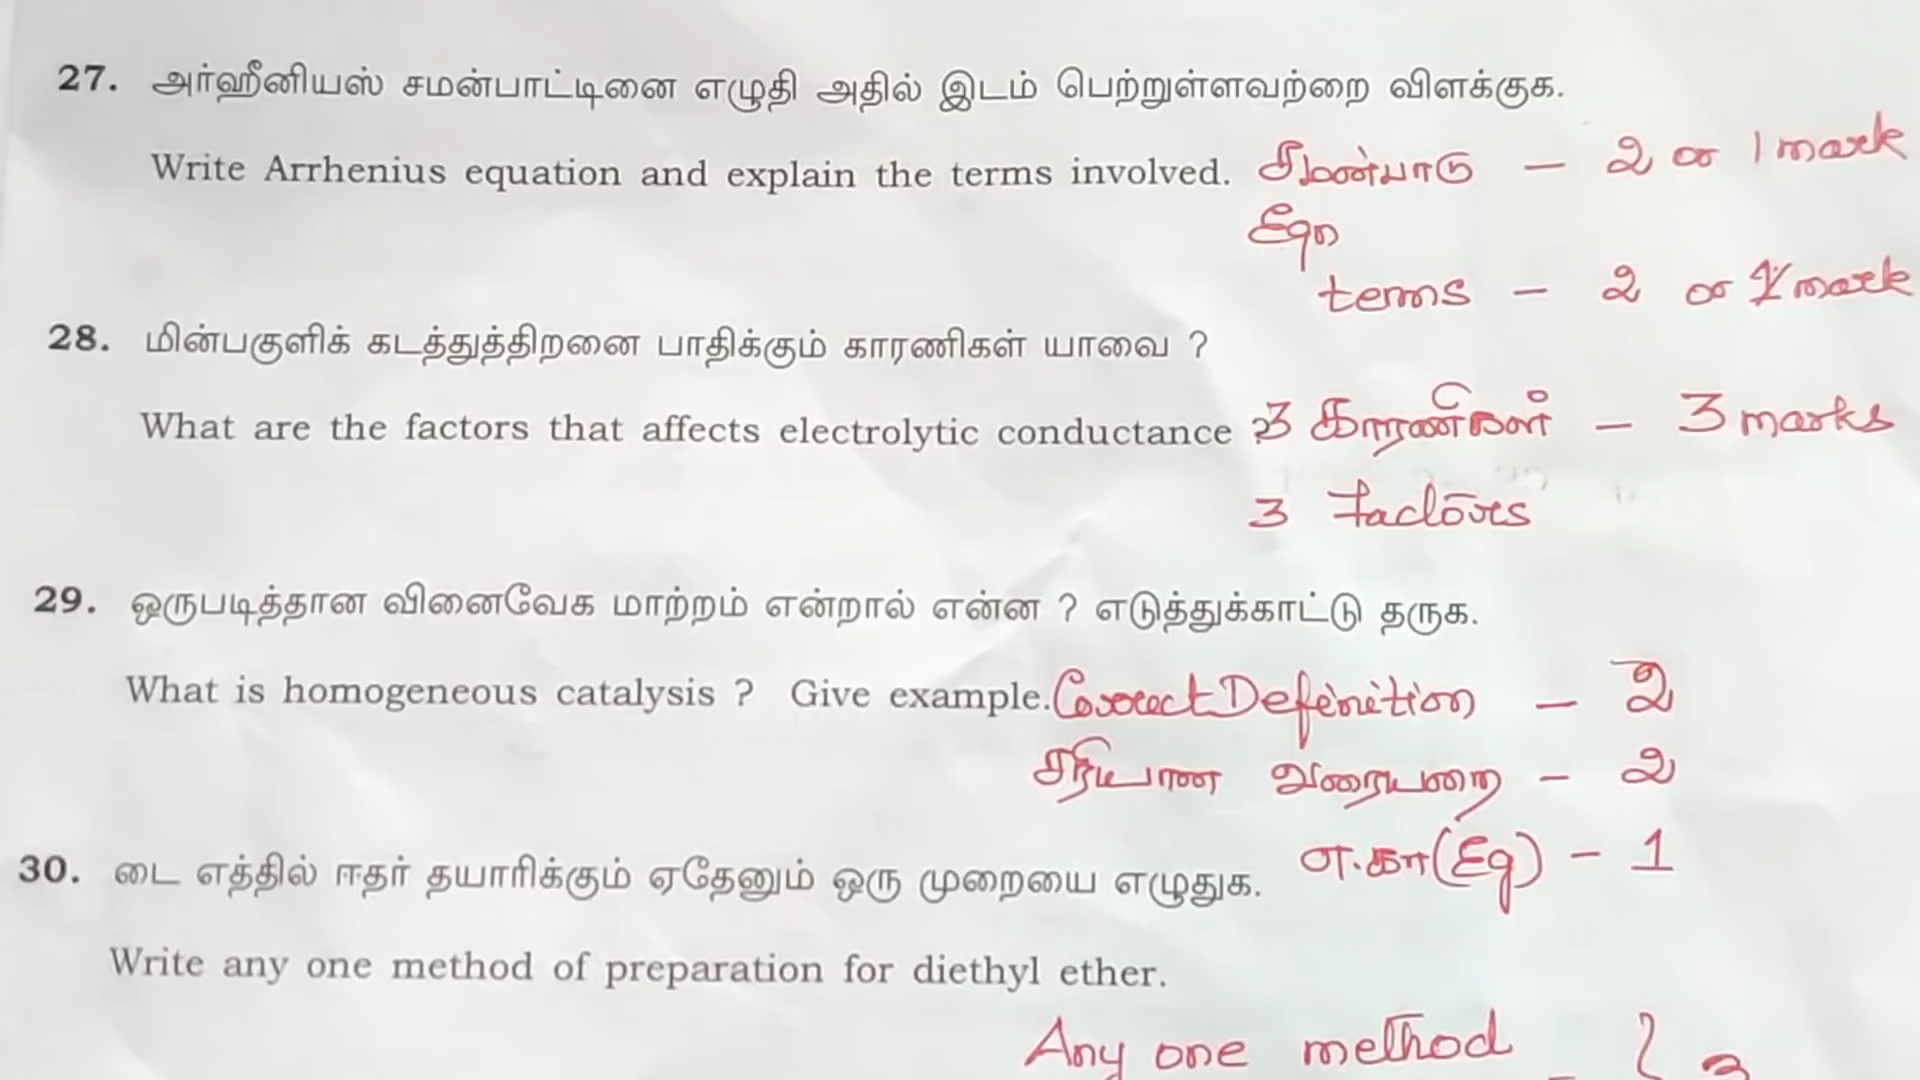 27. அர்ஹீனியஸ் சமன்பாட்டினை எழுதி அதில் இடம் பெற்றுள்ளவற்றை விளக்குக.
Write Arrhenius equation and explain the terms involved. சமன்பாடு – 2 or 1 mark
Eqn
terms – 2 or 1 mark
28. மின்பகுளிக் கடத்துத்திறனை பாதிக்கும் காரணிகள் யாவை ?
What are the factors that affects electrolytic conductance ? 3 காரணிகள் – 3 marks
3 factors
29. ஒருபடித்தான வினைவேக மாற்றம் என்றால் என்ன ? எடுத்துக்காட்டு தருக.
What is homogeneous catalysis ? Give example. Correct Definition – 2
சரியான வரையறை – 2
எ.கா (Eg) – 1
30. டை எத்தில் ஈதர் தயாரிக்கும் ஏதேனும் ஒரு முறையை எழுதுக.
Write any one method of preparation for diethyl ether.
Any one method